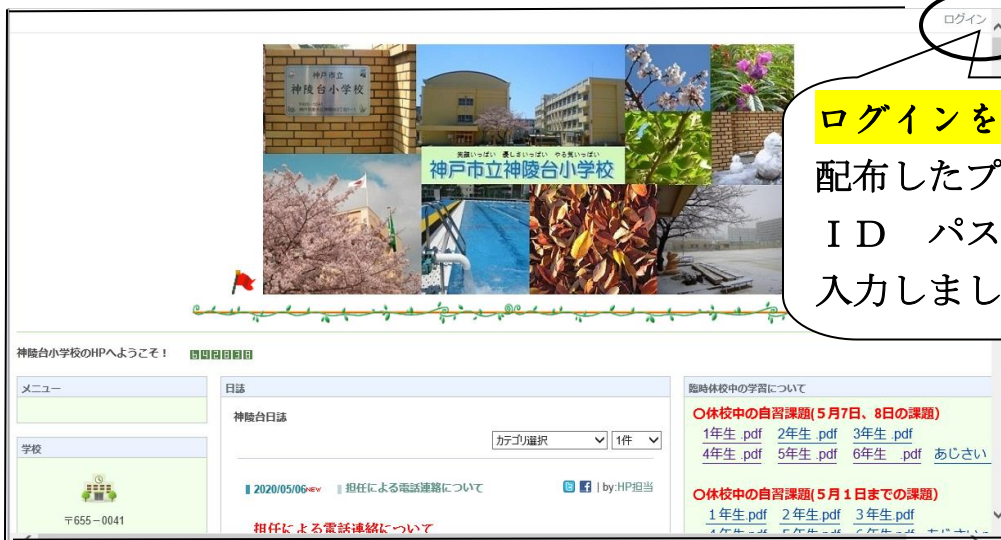 ログイン
ログインを
配布したプ
ＩＤ　パス
入力しまし
神戸市立
神陵台小学校
笑顔いっぱい 優しさいっぱい やる気いっぱい
神戸市立神陵台小学校
神陵台小学校のHPへようこそ！
メニュー
学校
〒655－0041
日誌
神陵台日誌
カテゴリ選択 1件
2020/05/06 NEW 担任による電話連絡について | by:HP担当
担任による電話連絡について
臨時休校中の学習について
〇休校中の自習課題(５月7日、8日の課題)
1年生 .pdf 2年生 .pdf 3年生 .pdf
4年生 .pdf 5年生 .pdf 6年生 .pdf あじさい
〇休校中の自習課題(５月１日までの課題)
１年生.pdf ２年生.pdf ３年生.pdf